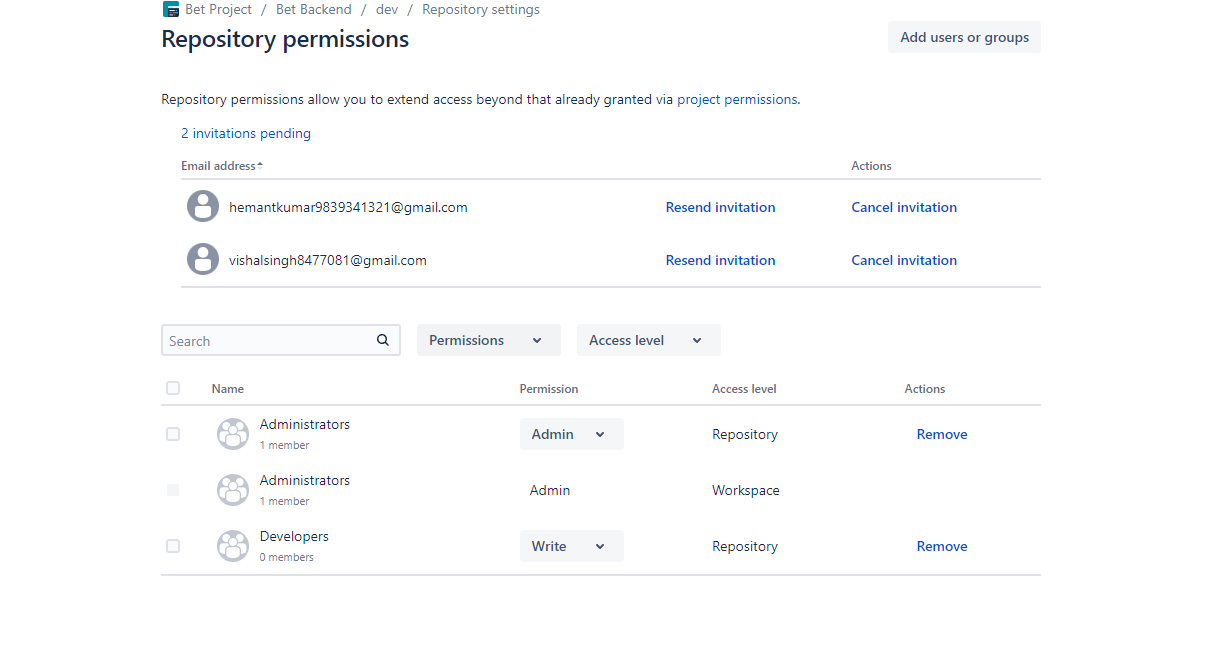 Bet Project / Bet Backend / dev / Repository settings
Repository permissions
Add users or groups
Repository permissions allow you to extend access beyond that already granted via project permissions.
2 invitations pending
Email address Actions
hemantkumar9839341321@gmail.com Resend invitation Cancel invitation
vishalsingh8477081@gmail.com Resend invitation Cancel invitation
Search Permissions Access level
Name Permission Access level Actions
Administrators
1 member
Admin Repository Remove
Administrators
1 member
Admin Workspace
Developers
0 members
Write Repository Remove